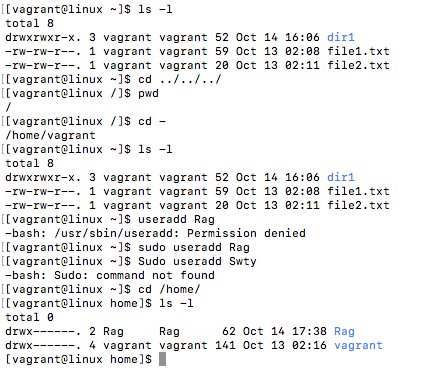 [[vagrant@linux ~]$ ls -l
total 8
drwxrwxr-x. 3 vagrant vagrant 52 Oct 14 16:06 dir1
-rw-rw-r--. 1 vagrant vagrant 59 Oct 13 02:08 file1.txt
-rw-rw-r--. 1 vagrant vagrant 20 Oct 13 02:11 file2.txt
[[vagrant@linux ~]$ cd ../../../
[[vagrant@linux /]$ pwd
/
[[vagrant@linux /]$ cd -
/home/vagrant
[[vagrant@linux ~]$ ls -l
total 8
drwxrwxr-x. 3 vagrant vagrant 52 Oct 14 16:06 dir1
-rw-rw-r--. 1 vagrant vagrant 59 Oct 13 02:08 file1.txt
-rw-rw-r--. 1 vagrant vagrant 20 Oct 13 02:11 file2.txt
[[vagrant@linux ~]$ useradd Rag
-bash: /usr/sbin/useradd: Permission denied
[[vagrant@linux ~]$ sudo useradd Rag
[[vagrant@linux ~]$ Sudo useradd Swty
-bash: Sudo: command not found
[[vagrant@linux ~]$ cd /home/
[[vagrant@linux home]$ ls -l
total 0
drwx------. 2 Rag     Rag      62 Oct 14 17:38 Rag
drwx------. 4 vagrant vagrant 141 Oct 13 02:16 vagrant
[vagrant@linux home]$